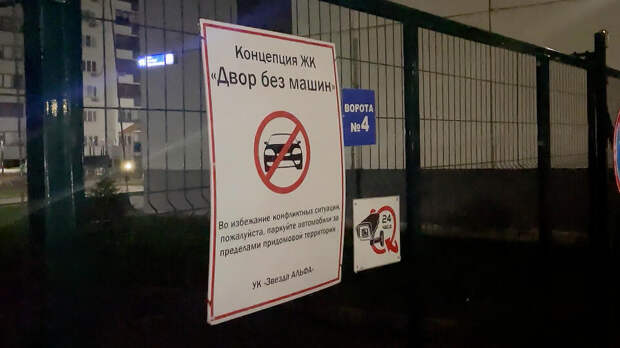 Концепция ЖК
«Двор без машин»
Во избежание конфликтных ситуации,
пожалуйста, паркуйте автомобили за
пределами придомовой территории
УК «Звезда АЛЬФА»
ВОРОТА
№4
24
ЧАСА